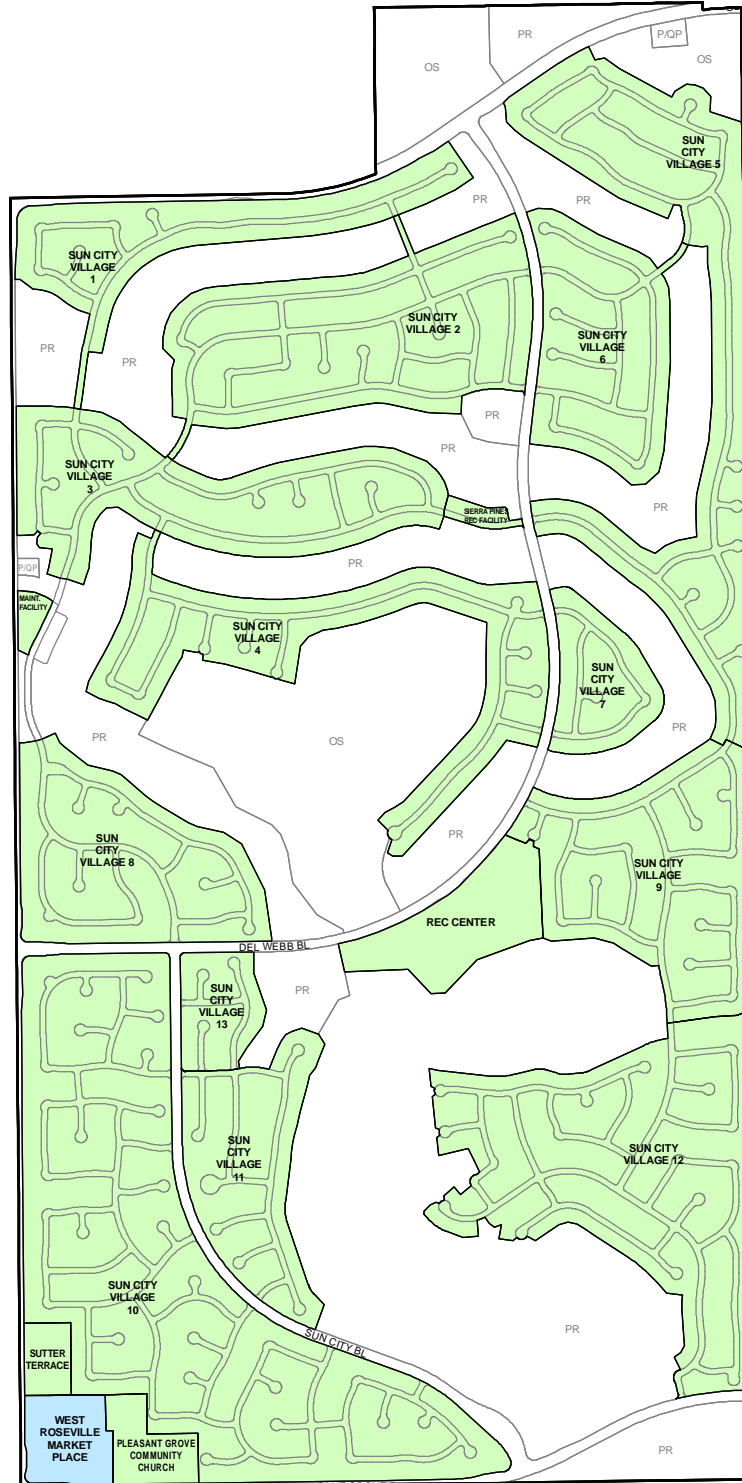 PR
P/QP
OS
OS
SUN
CITY
VILLAGE 5
PR
PR
SUN CITY
VILLAGE
1
SUN CITY
VILLAGE 2
SUN CITY
VILLAGE
6
PR
PR
PR
PR
SUN CITY
VILLAGE
3
PR
SIERRA PINES
REC FACILITY
P/QP
PR
MAINT.
FACILITY
SUN CITY
VILLAGE
4
SUN
CITY
VILLAGE
7
PR
PR
OS
PR
SUN
CITY
VILLAGE 8
SUN CITY
VILLAGE
9
REC CENTER
DEL WEBB BL
SUN
CITY
VILLAGE
13
PR
SUN
CITY
VILLAGE
11
SUN CITY
VILLAGE 12
SUN CITY
VILLAGE
10
PR
SUN CITY BL
SUTTER
TERRACE
WEST
ROSEVILLE
MARKET
PLACE
PLEASANT GROVE
COMMUNITY
CHURCH
PR